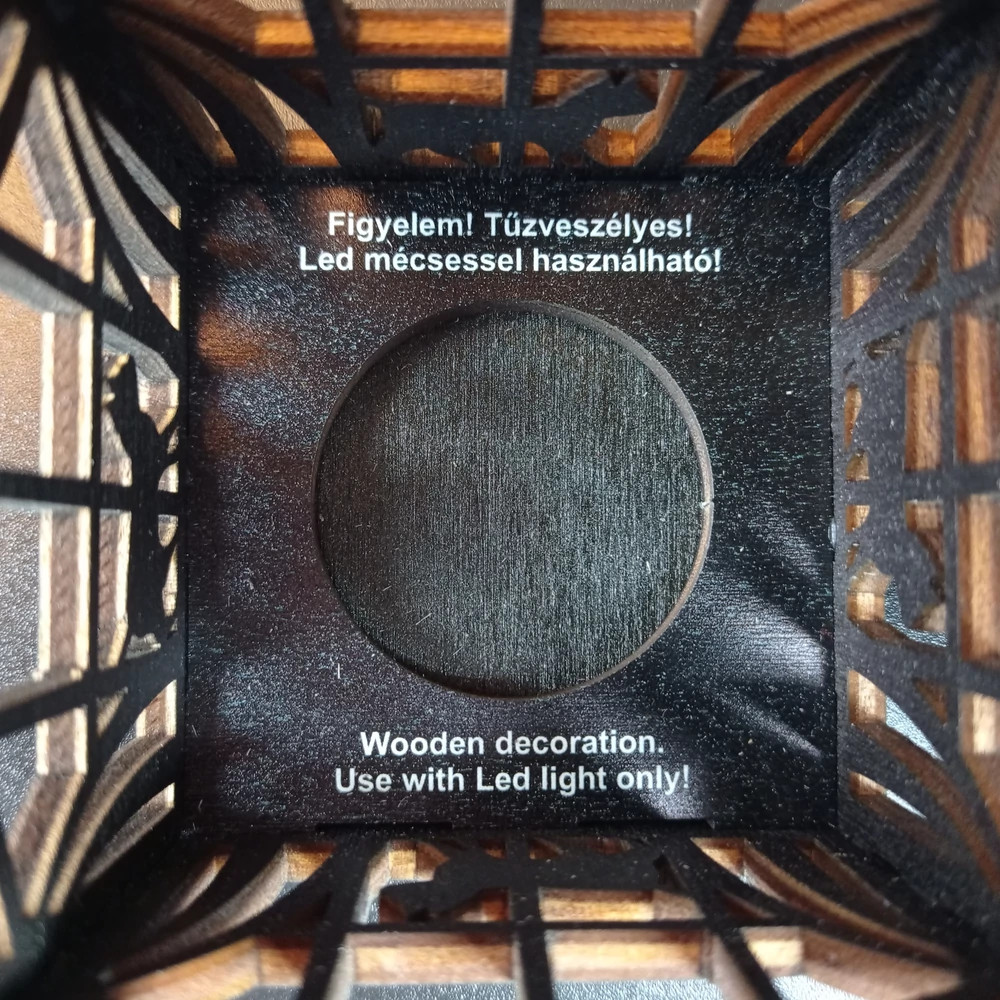 Figyelem! Tűzveszélyes!
Led mécsessel használható!
Wooden decoration.
Use with Led light only!